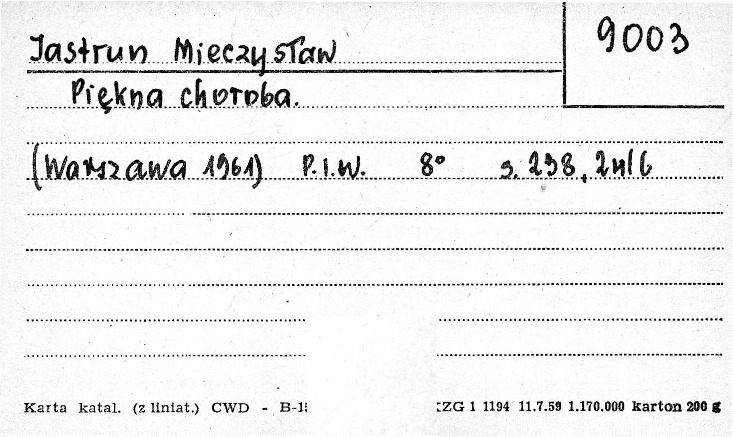 9003
Jastrun Mieczysław
Piękna choroba.
(Warszawa 1961) P.I.W. 8° s. 238, 2nlb
Karta katal. (z liniat.) CWD - B-1 ZG 1 1194 11.7.59 1.170.000 karton 200 g